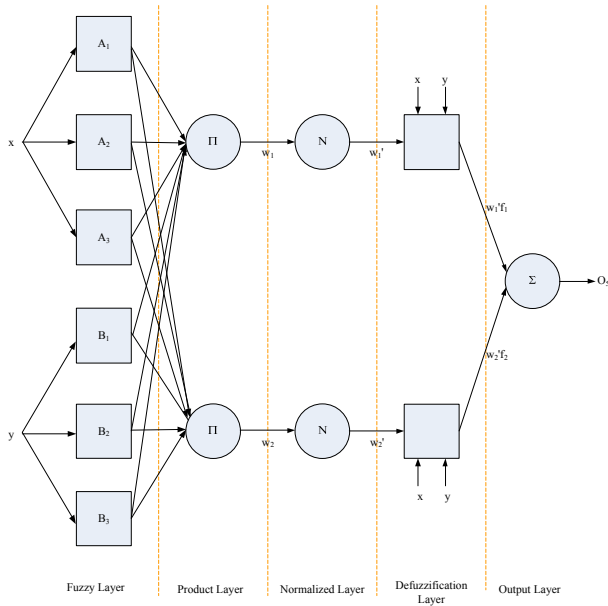 A₁
x y
x A₂ Π w₁ N w₁'
A₃
w₁'f₁
Σ O₅
B₁
w₂'f₂
y B₂ Π w₂ N w₂'
x y
B₃
Fuzzy Layer Product Layer Normalized Layer Defuzzification Layer Output Layer